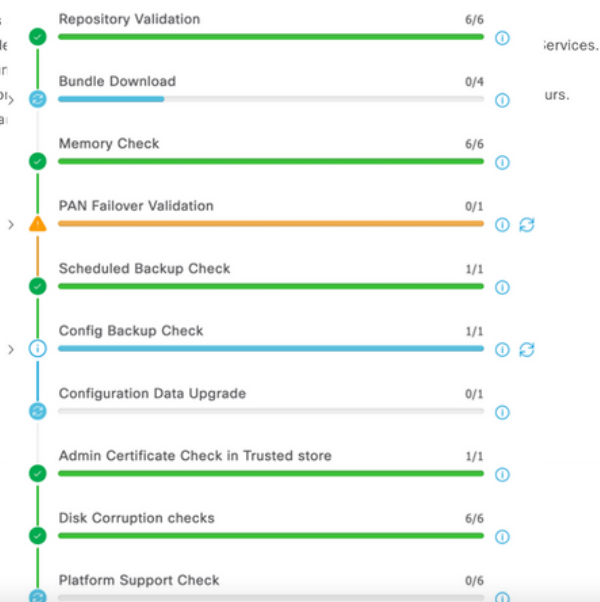 Repository Validation 6/6
ervices.
Bundle Download 0/4
urs.
Memory Check 6/6
PAN Failover Validation 0/1
Scheduled Backup Check 1/1
Config Backup Check 1/1
Configuration Data Upgrade 0/1
Admin Certificate Check in Trusted store 1/1
Disk Corruption checks 6/6
Platform Support Check 0/6